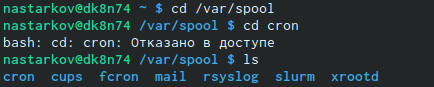 nastarkov@dk8n74 ~ $ cd /var/spool
nastarkov@dk8n74 /var/spool $ cd cron
bash: cd: cron: Отказано в доступе
nastarkov@dk8n74 /var/spool $ ls
cron  cups  fcron  mail  rsyslog  slurm  xrootd